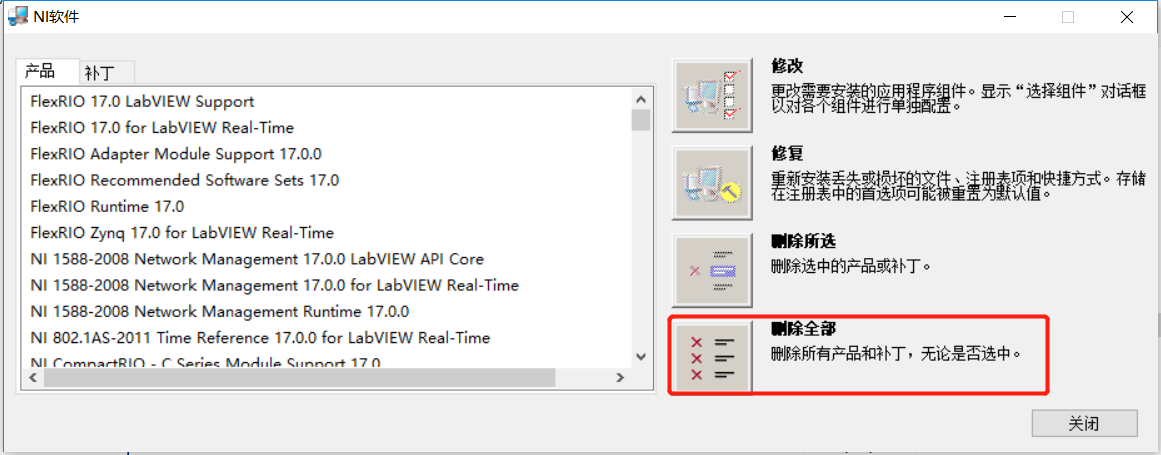 NI软件
产品
补丁
FlexRIO 17.0 LabVIEW Support
FlexRIO 17.0 for LabVIEW Real-Time
FlexRIO Adapter Module Support 17.0.0
FlexRIO Recommended Software Sets 17.0
FlexRIO Runtime 17.0
FlexRIO Zynq 17.0 for LabVIEW Real-Time
NI 1588-2008 Network Management 17.0.0 LabVIEW API Core
NI 1588-2008 Network Management 17.0.0 for LabVIEW Real-Time
NI 1588-2008 Network Management Runtime 17.0.0
NI 802.1AS-2011 Time Reference 17.0.0 for LabVIEW Real-Time
NI CompactRIO - C Series Module Support 17.0
修改
更改需要安装的应用程序组件。显示“选择组件”对话框
以对各个组件进行单独配置。
修复
重新安装丢失或损坏的文件、注册表项和快捷方式。存储
在注册表中的首选项可能被重置为默认值。
删除所选
删除选中的产品或补丁。
删除全部
删除所有产品和补丁，无论是否选中。
关闭